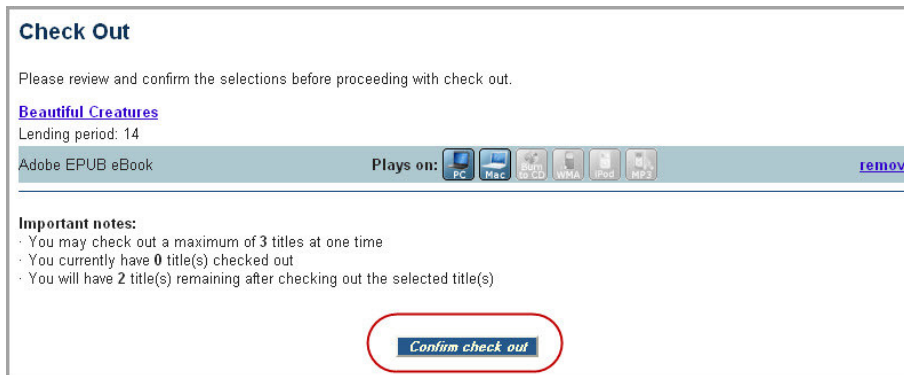 Check Out
Please review and confirm the selections before proceeding with check out.
Beautiful Creatures
Lending period: 14
Adobe EPUB eBook Plays on: PC Mac Burn to CD WMA iPod MP3 remov
Important notes:
· You may check out a maximum of 3 titles at one time
· You currently have 0 title(s) checked out
· You will have 2 title(s) remaining after checking out the selected title(s)
Confirm check out